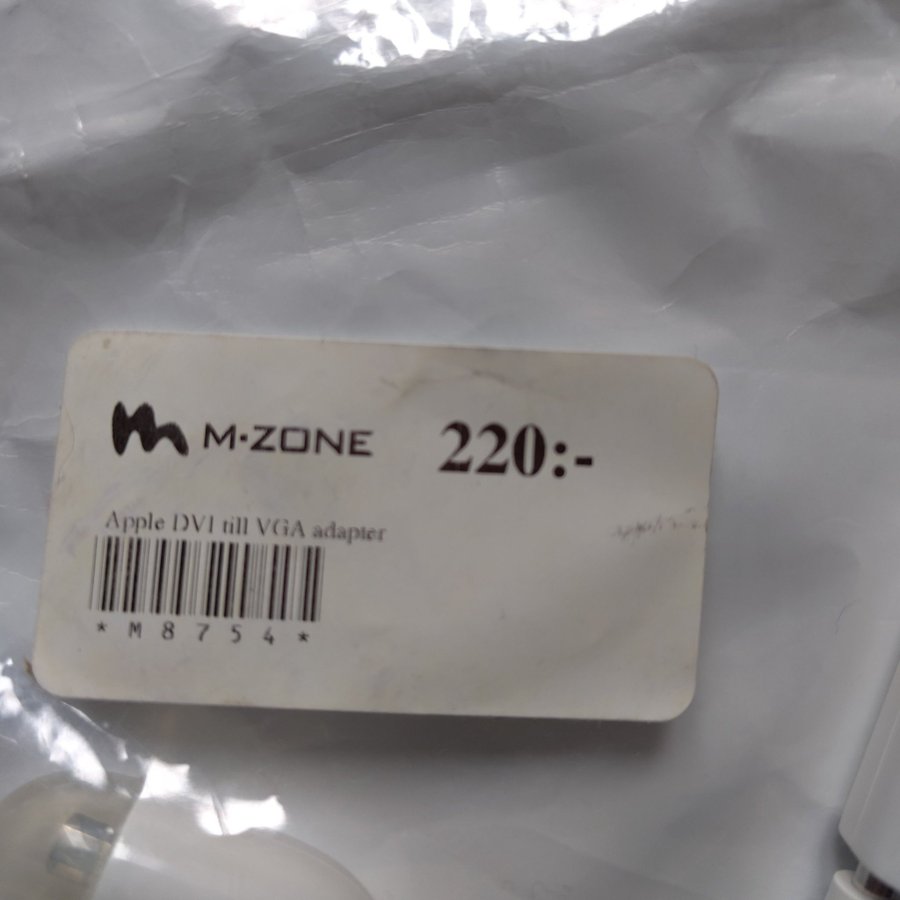 M·ZONE 220:-
Apple DVI till VGA adapter
* M 8 7 5 4 *